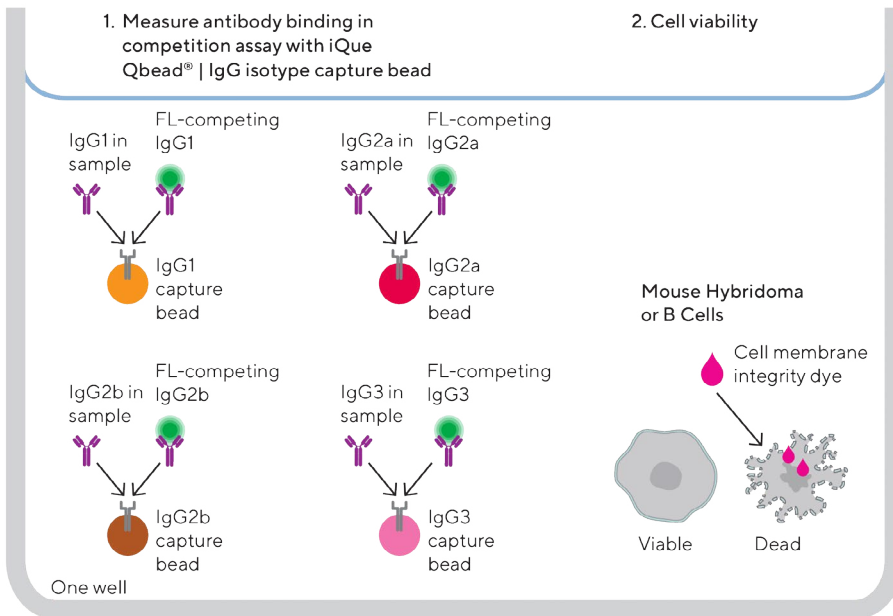 1. Measure antibody binding in
competition assay with iQue
Qbead® | IgG isotype capture bead
2. Cell viability
IgG1 in
sample
FL-competing
IgG1
IgG1
capture
bead
IgG2a in
sample
FL-competing
IgG2a
IgG2a
capture
bead
IgG2b in
sample
FL-competing
IgG2b
IgG2b
capture
bead
IgG3 in
sample
FL-competing
IgG3
IgG3
capture
bead
Mouse Hybridoma
or B Cells
Cell membrane
integrity dye
Viable
Dead
One well